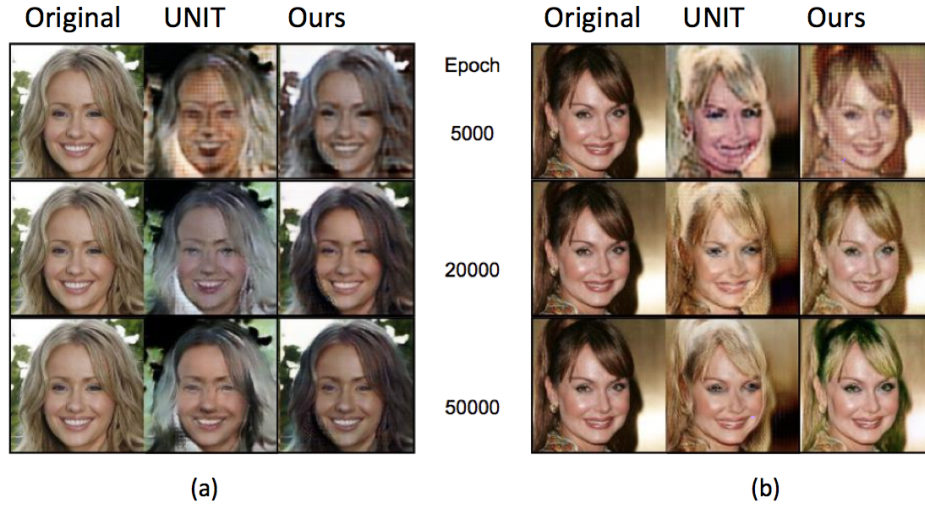 Original UNIT Ours
Original UNIT Ours
Epoch
5000
20000
50000
(a)
(b)